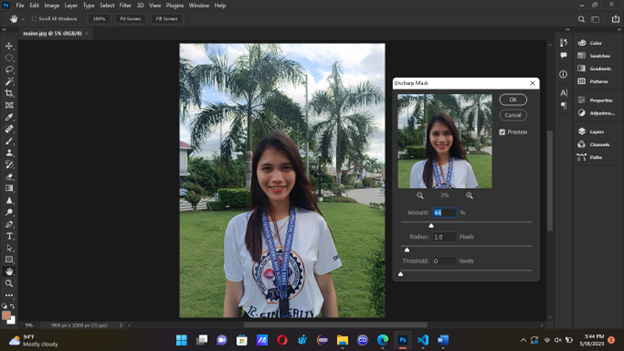 File Edit Image Layer Type Select Filter 3D View Plugins Window Help
Scroll All Windows 100% Fit Screen Fill Screen
maine.jpg @ 5% (RGB/8)
Unsharp Mask
OK
Cancel
Preview
3%
Amount: 44 %
Radius: 1.0 Pixels
Threshold: 0 levels
Color
Swatches
Gradients
Patterns
Properties
Adjustme...
Layers
Channels
Paths
5%
94°F
Mostly cloudy
3:44 PM
5/18/2023